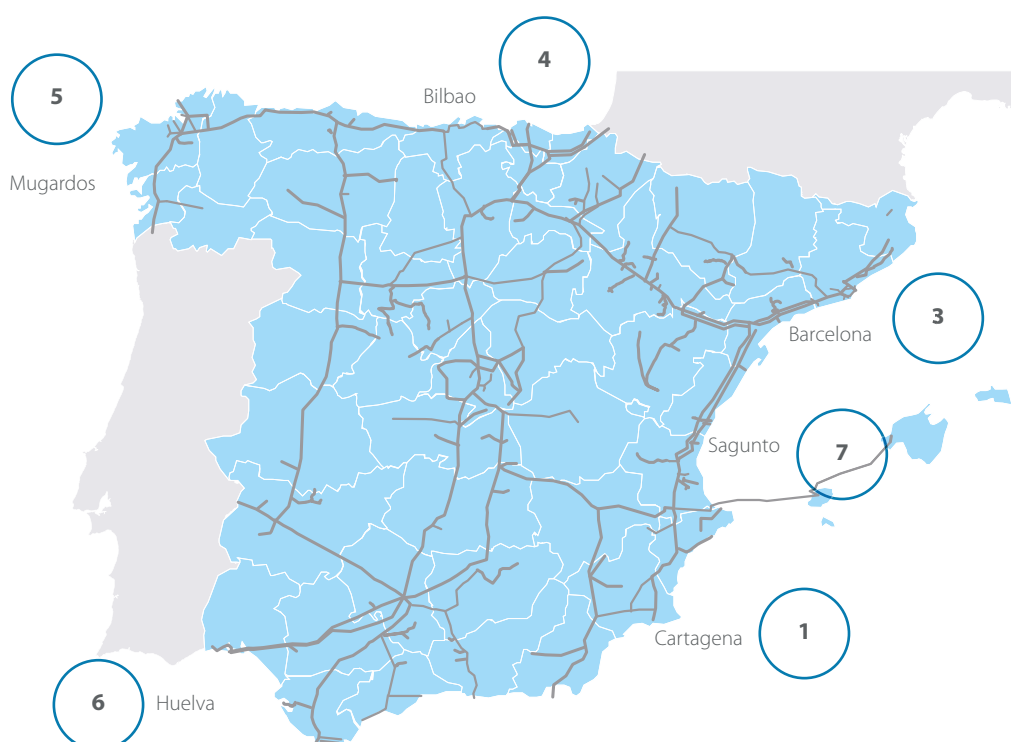 4
Bilbao
5
Mugardos
3
Barcelona
Sagunto
7
Cartagena
1
6
Huelva